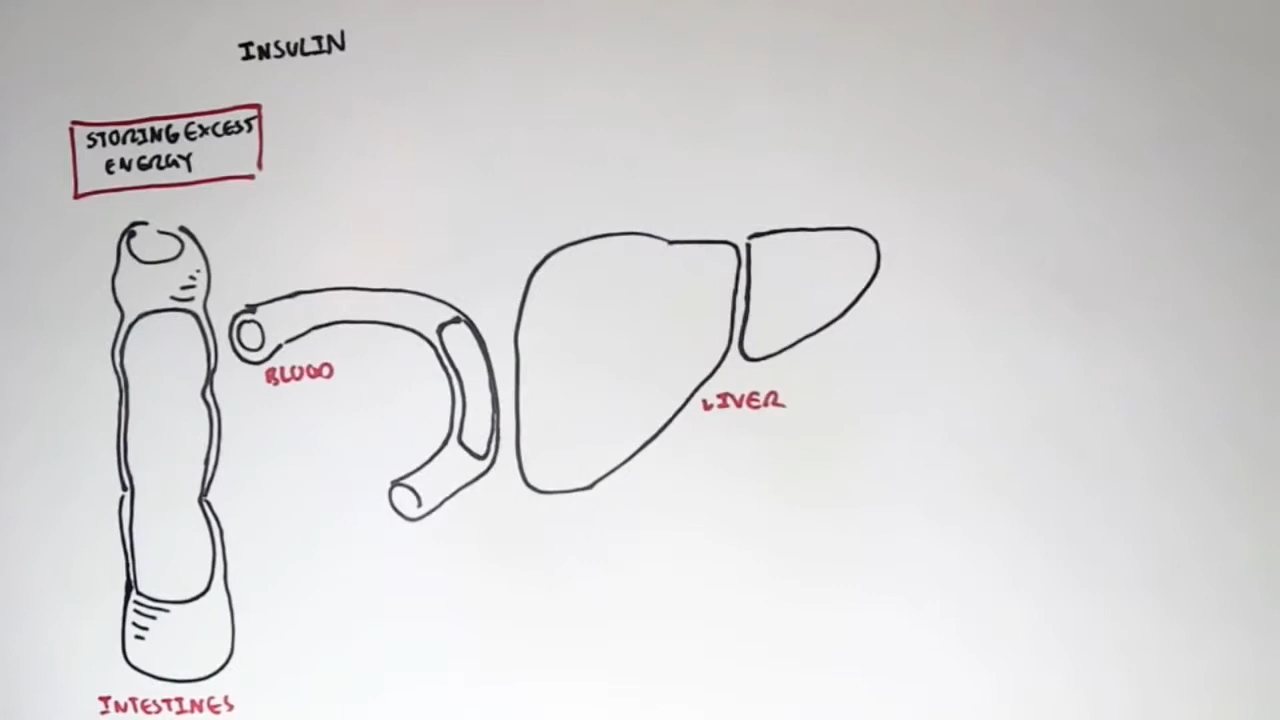 INSULIN
STORING EXCESS
ENERGY
BLOOD
LIVER
INTESTINES